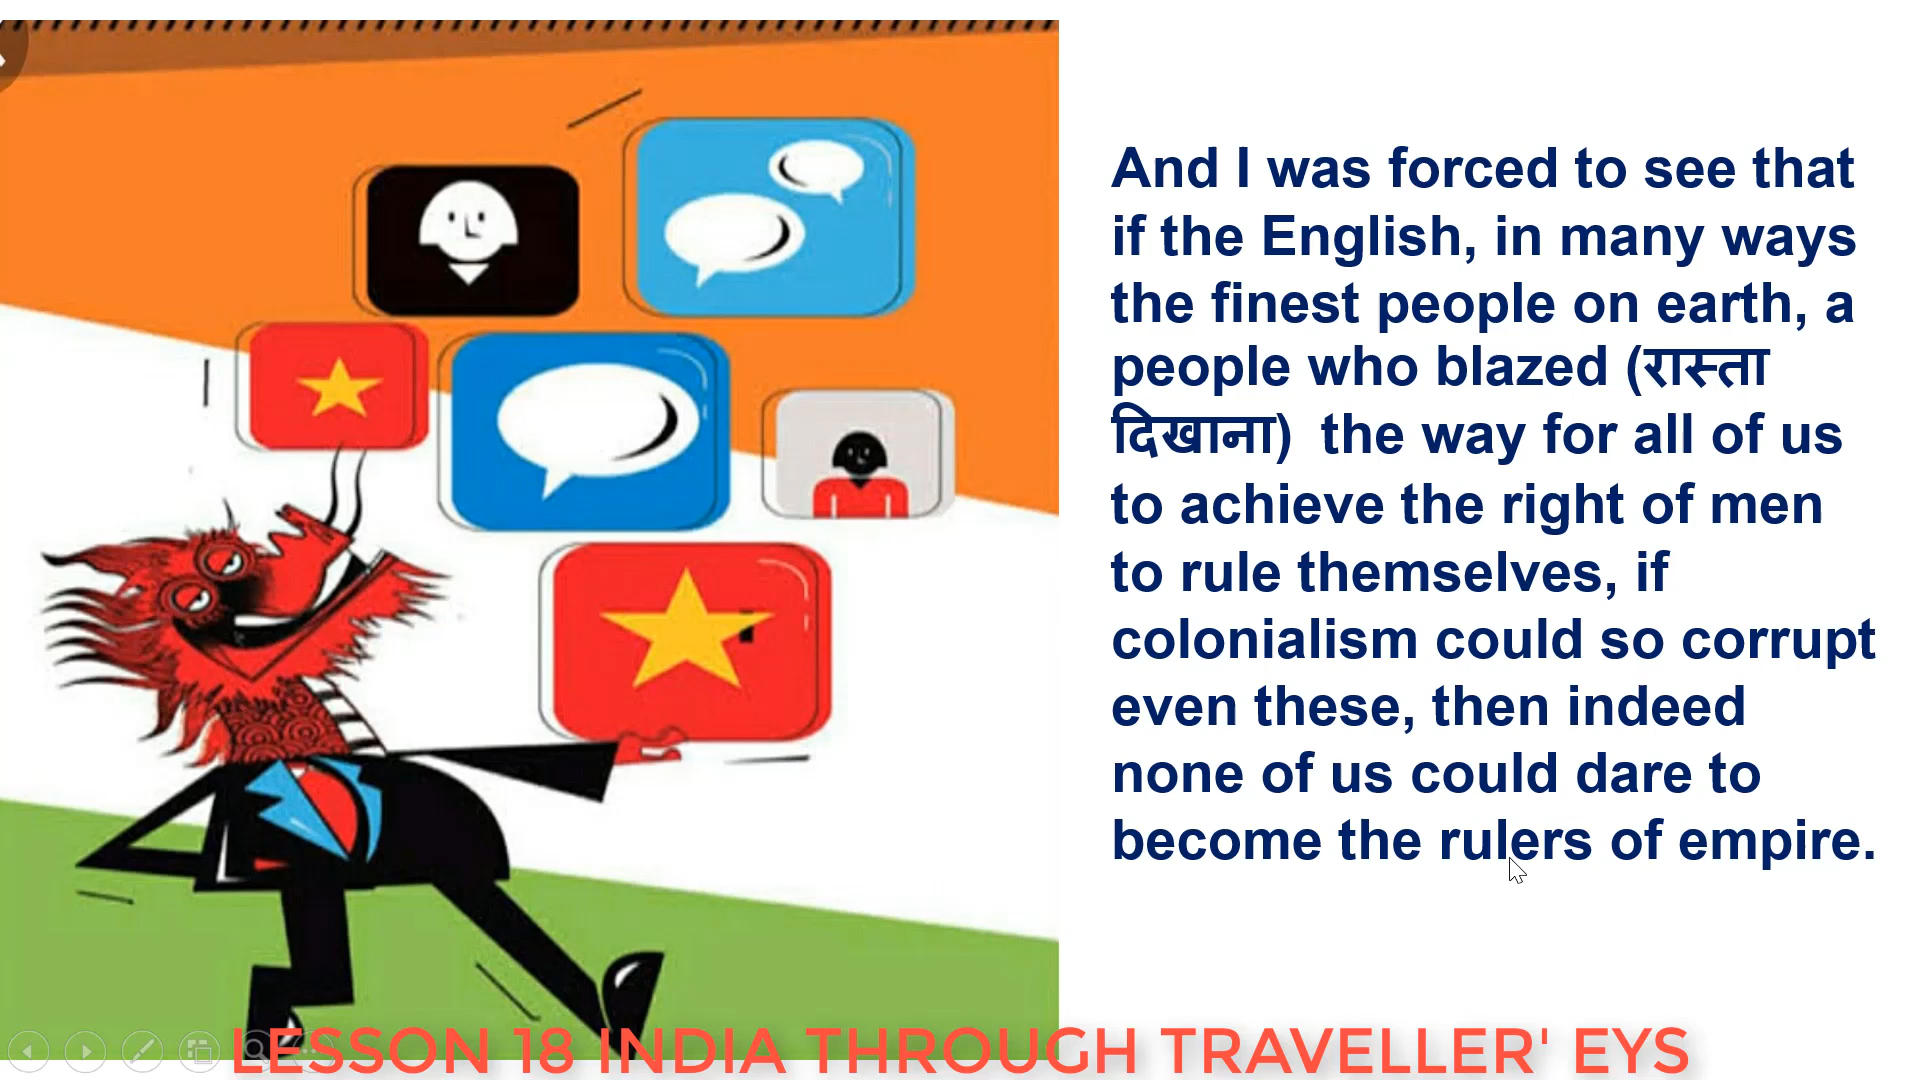 And I was forced to see that
if the English, in many ways
the finest people on earth, a
people who blazed (रास्ता
दिखाना) the way for all of us
to achieve the right of men
to rule themselves, if
colonialism could so corrupt
even these, then indeed
none of us could dare to
become the rulers of empire.
LESSON 18 INDIA THROUGH TRAVELLER' EYS